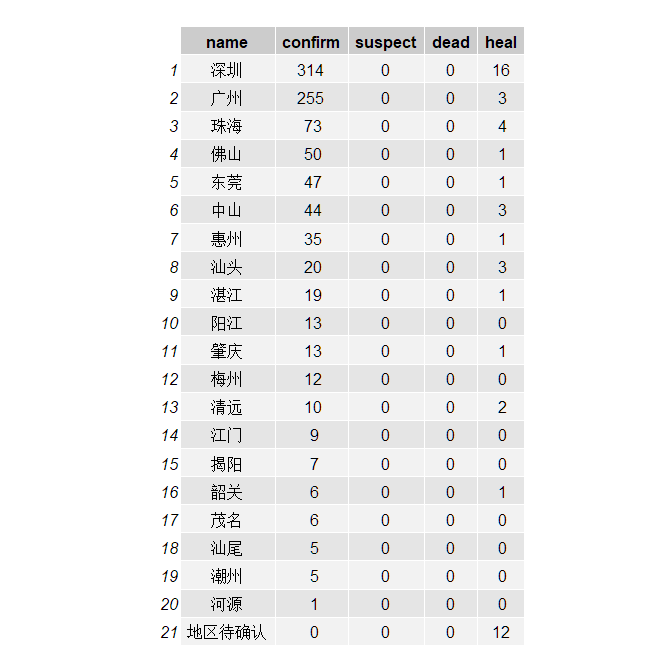 name confirm suspect dead heal
1 深圳 314 0 0 16
2 广州 255 0 0 3
3 珠海 73 0 0 4
4 佛山 50 0 0 1
5 东莞 47 0 0 1
6 中山 44 0 0 3
7 惠州 35 0 0 1
8 汕头 20 0 0 3
9 湛江 19 0 0 1
10 阳江 13 0 0 0
11 肇庆 13 0 0 1
12 梅州 12 0 0 0
13 清远 10 0 0 2
14 江门 9 0 0 0
15 揭阳 7 0 0 0
16 韶关 6 0 0 1
17 茂名 6 0 0 0
18 汕尾 5 0 0 0
19 潮州 5 0 0 0
20 河源 1 0 0 0
21 地区待确认 0 0 0 12